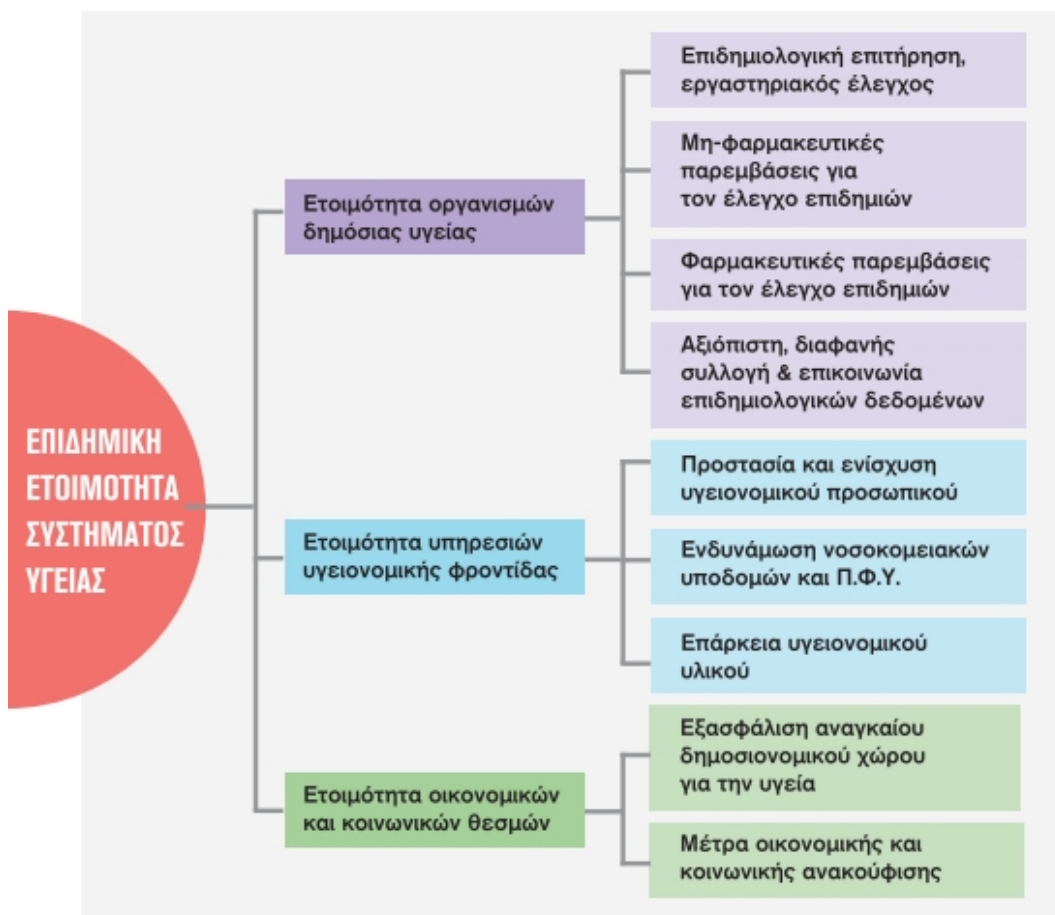 ΕΠΙΔΗΜΙΚΗ
ΕΤΟΙΜΟΤΗΤΑ
ΣΥΣΤΗΜΑΤΟΣ
ΥΓΕΙΑΣ
Ετοιμότητα οργανισμών
δημόσιας υγείας
Επιδημιολογική επιτήρηση,
εργαστηριακός έλεγχος
Μη-φαρμακευτικές
παρεμβάσεις για
τον έλεγχο επιδημιών
Φαρμακευτικές παρεμβάσεις
για τον έλεγχο επιδημιών
Αξιόπιστη, διαφανής
συλλογή & επικοινωνία
επιδημιολογικών δεδομένων
Ετοιμότητα υπηρεσιών
υγειονομικής φροντίδας
Προστασία και ενίσχυση
υγειονομικού προσωπικού
Ενδυνάμωση νοσοκομειακών
υποδομών και Π.Φ.Υ.
Επάρκεια υγειονομικού
υλικού
Ετοιμότητα οικονομικών
και κοινωνικών θεσμών
Εξασφάλιση αναγκαίου
δημοσιονομικού χώρου
για την υγεία
Μέτρα οικονομικής και
κοινωνικής ανακούφισης